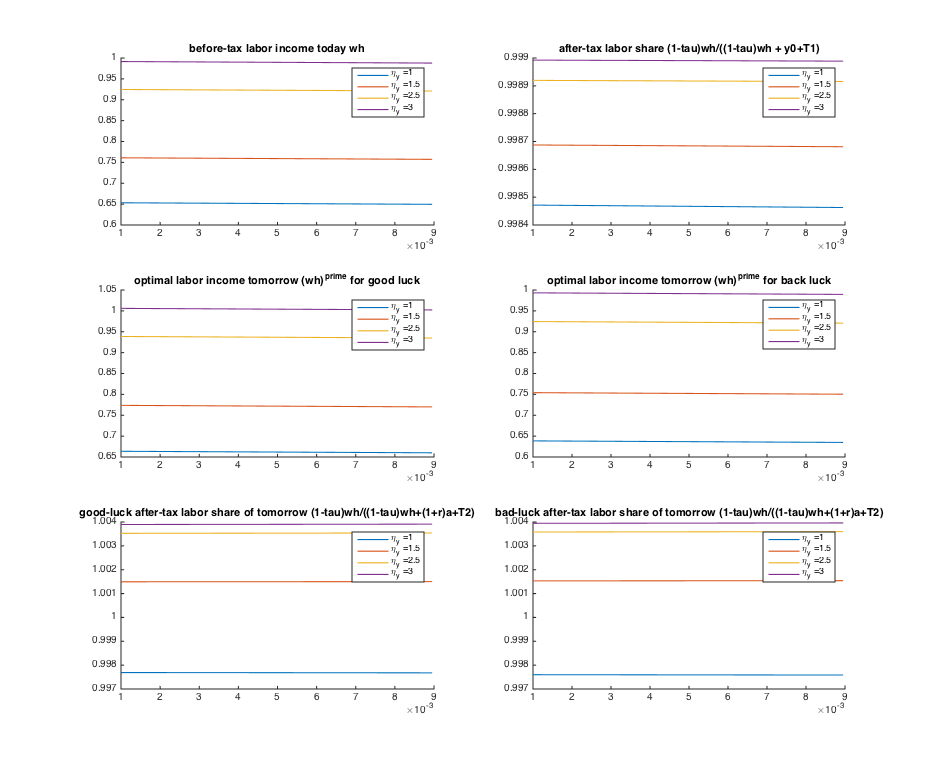 before-tax labor income today wh
1
0.95
0.9
0.85
0.8
0.75
0.7
0.65
0.6
1 2 3 4 5 6 7 8 9
×10^-3
η_y =1
η_y =1.5
η_y =2.5
η_y =3
after-tax labor share (1-tau)wh/((1-tau)wh + y0+T1)
0.999
0.9989
0.9988
0.9987
0.9986
0.9985
0.9984
1 2 3 4 5 6 7 8 9
×10^-3
η_y =1
η_y =1.5
η_y =2.5
η_y =3
optimal labor income tomorrow (wh)^prime for good luck
1.05
1
0.95
0.9
0.85
0.8
0.75
0.7
0.65
1 2 3 4 5 6 7 8 9
×10^-3
η_y =1
η_y =1.5
η_y =2.5
η_y =3
optimal labor income tomorrow (wh)^prime for back luck
1
0.95
0.9
0.85
0.8
0.75
0.7
0.65
0.6
1 2 3 4 5 6 7 8 9
×10^-3
η_y =1
η_y =1.5
η_y =2.5
η_y =3
good-luck after-tax labor share of tomorrow (1-tau)wh/((1-tau)wh+(1+r)a+T2)
1.004
1.003
1.002
1.001
1
0.999
0.998
0.997
1 2 3 4 5 6 7 8 9
×10^-3
η_y =1
η_y =1.5
η_y =2.5
η_y =3
bad-luck after-tax labor share of tomorrow (1-tau)wh/((1-tau)wh+(1+r)a+T2)
1.004
1.003
1.002
1.001
1
0.999
0.998
0.997
1 2 3 4 5 6 7 8 9
×10^-3
η_y =1
η_y =1.5
η_y =2.5
η_y =3